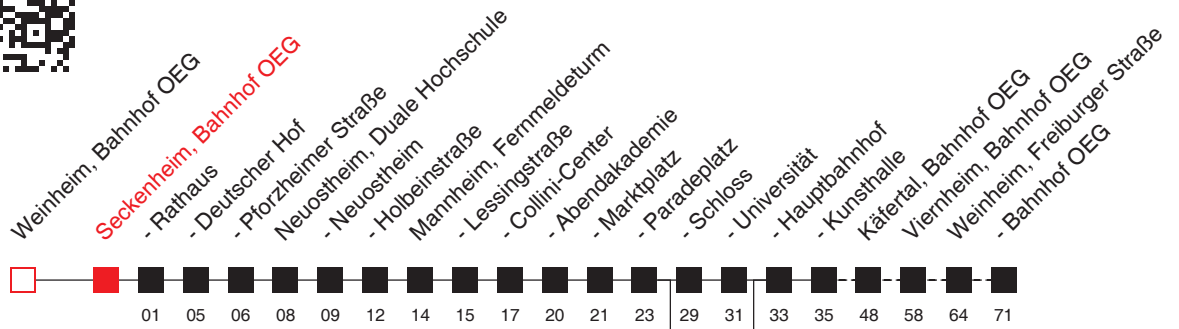 Weinheim, Bahnhof OEG
Seckenheim, Bahnhof OEG
- Rathaus
- Deutscher Hof
- Pforzheimer Straße
Neuostheim, Duale Hochschule
- Neuostheim
- Holbeinstraße
Mannheim, Fernmeldeturm
- Lessingstraße
- Collini-Center
- Abendakademie
- Marktplatz
- Paradeplatz
- Schloss
- Universität
- Hauptbahnhof
- Kunsthalle
Käfertal, Bahnhof OEG
Viernheim, Bahnhof OEG
Weinheim, Freiburger Straße
- Bahnhof OEG
01 05 06 08 09 12 14 15 17 20 21 23 29 31 33 35 48 58 64 71